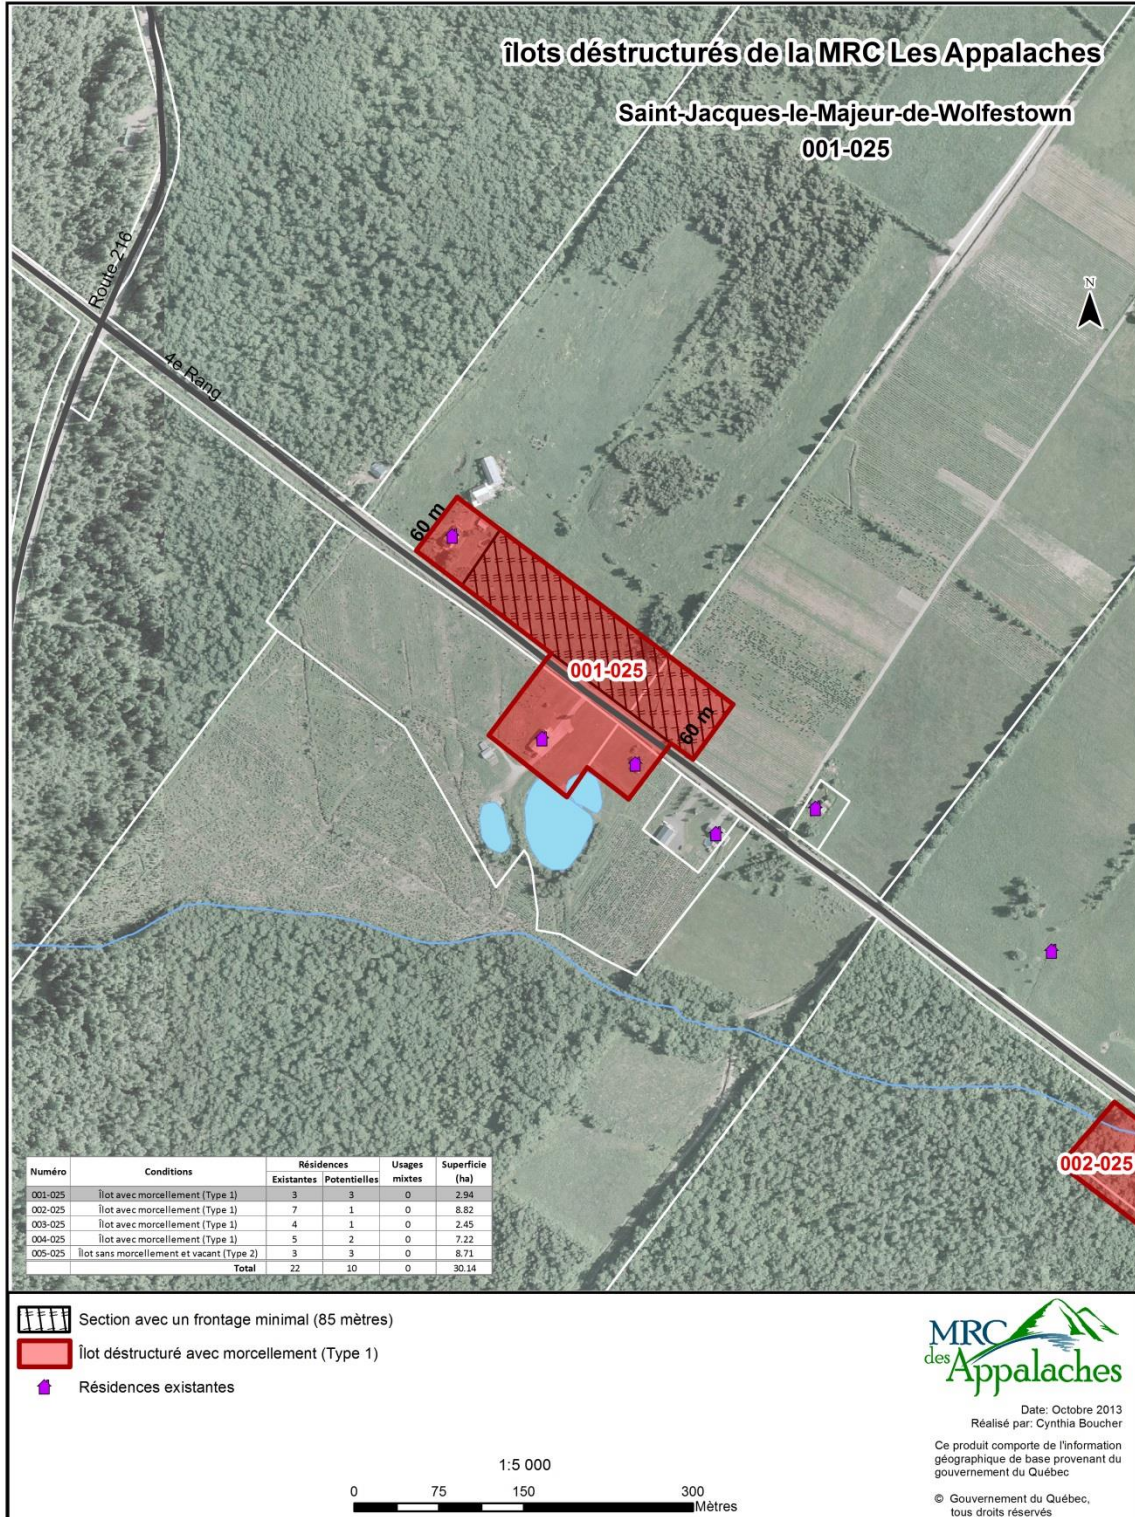 îlots déstructurés de la MRC Les Appalaches
Saint-Jacques-le-Majeur-de-Wolfestown
001-025
Route 216
4e Rang
N
60 m
001-025
60 m
002-025
Numéro Conditions Résidences Usages mixtes Superficie (ha)
Existantes Potentielles
001-025 Îlot avec morcellement (Type 1) 3 3 0 2.94
002-025 Îlot avec morcellement (Type 1) 7 1 0 8.82
003-025 Îlot avec morcellement (Type 1) 4 1 0 2.45
004-025 Îlot avec morcellement (Type 1) 5 2 0 7.22
005-025 Îlot sans morcellement et vacant (Type 2) 3 3 0 8.71
Total 22 10 0 30.14
Section avec un frontage minimal (85 mètres)
Îlot déstructuré avec morcellement (Type 1)
Résidences existantes
1:5 000
0 75 150 300
Mètres
MRC
des Appalaches
Date: Octobre 2013
Réalisé par: Cynthia Boucher
Ce produit comporte de l'information
géographique de base provenant du
gouvernement du Québec
© Gouvernement du Québec,
tous droits réservés